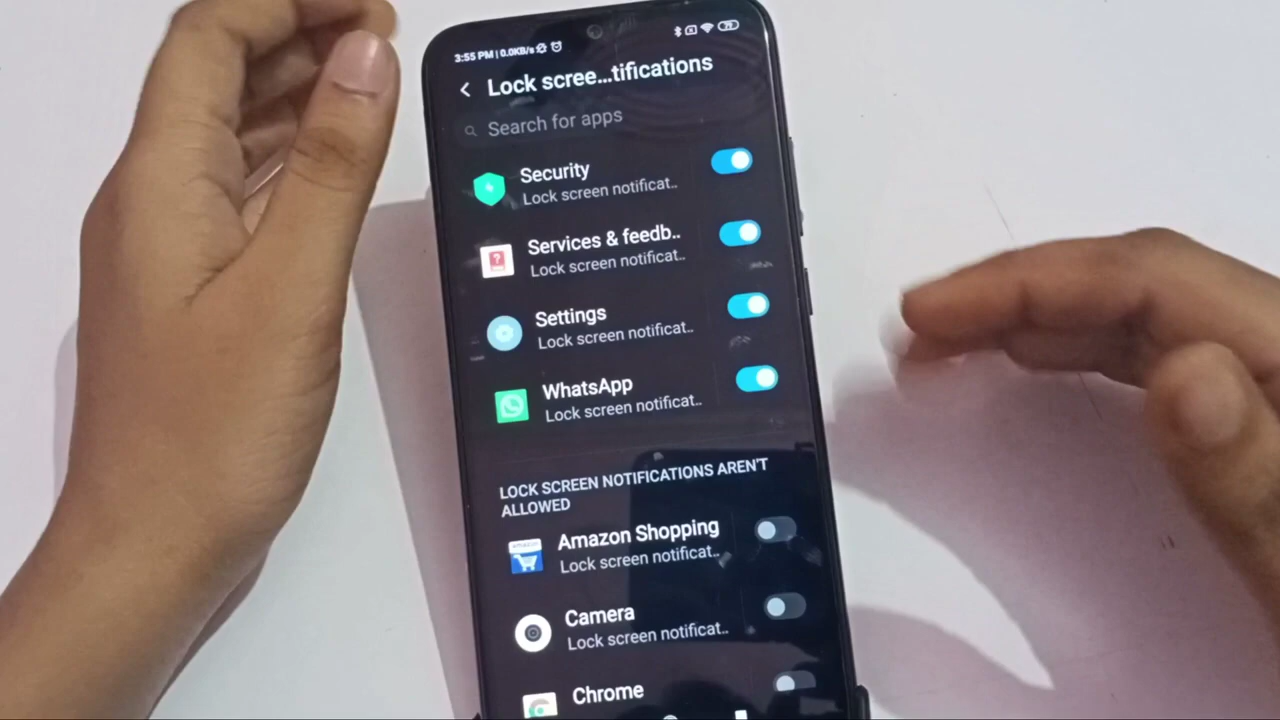 3:55 PM | 0.0KB/s
79
Lock scree...tifications
Search for apps
Security
Lock screen notificat..
Services & feedb..
Lock screen notificat..
Settings
Lock screen notificat..
WhatsApp
Lock screen notificat..
LOCK SCREEN NOTIFICATIONS AREN'T
ALLOWED
amazon
Amazon Shopping
Lock screen notificat..
Camera
Lock screen notificat..
Chrome